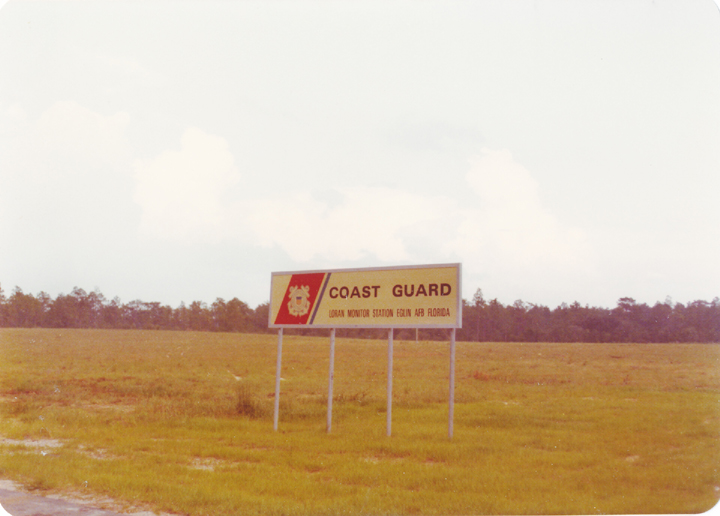 COAST GUARD
LORAN MONITOR STATION EGLIN AFB FLORIDA